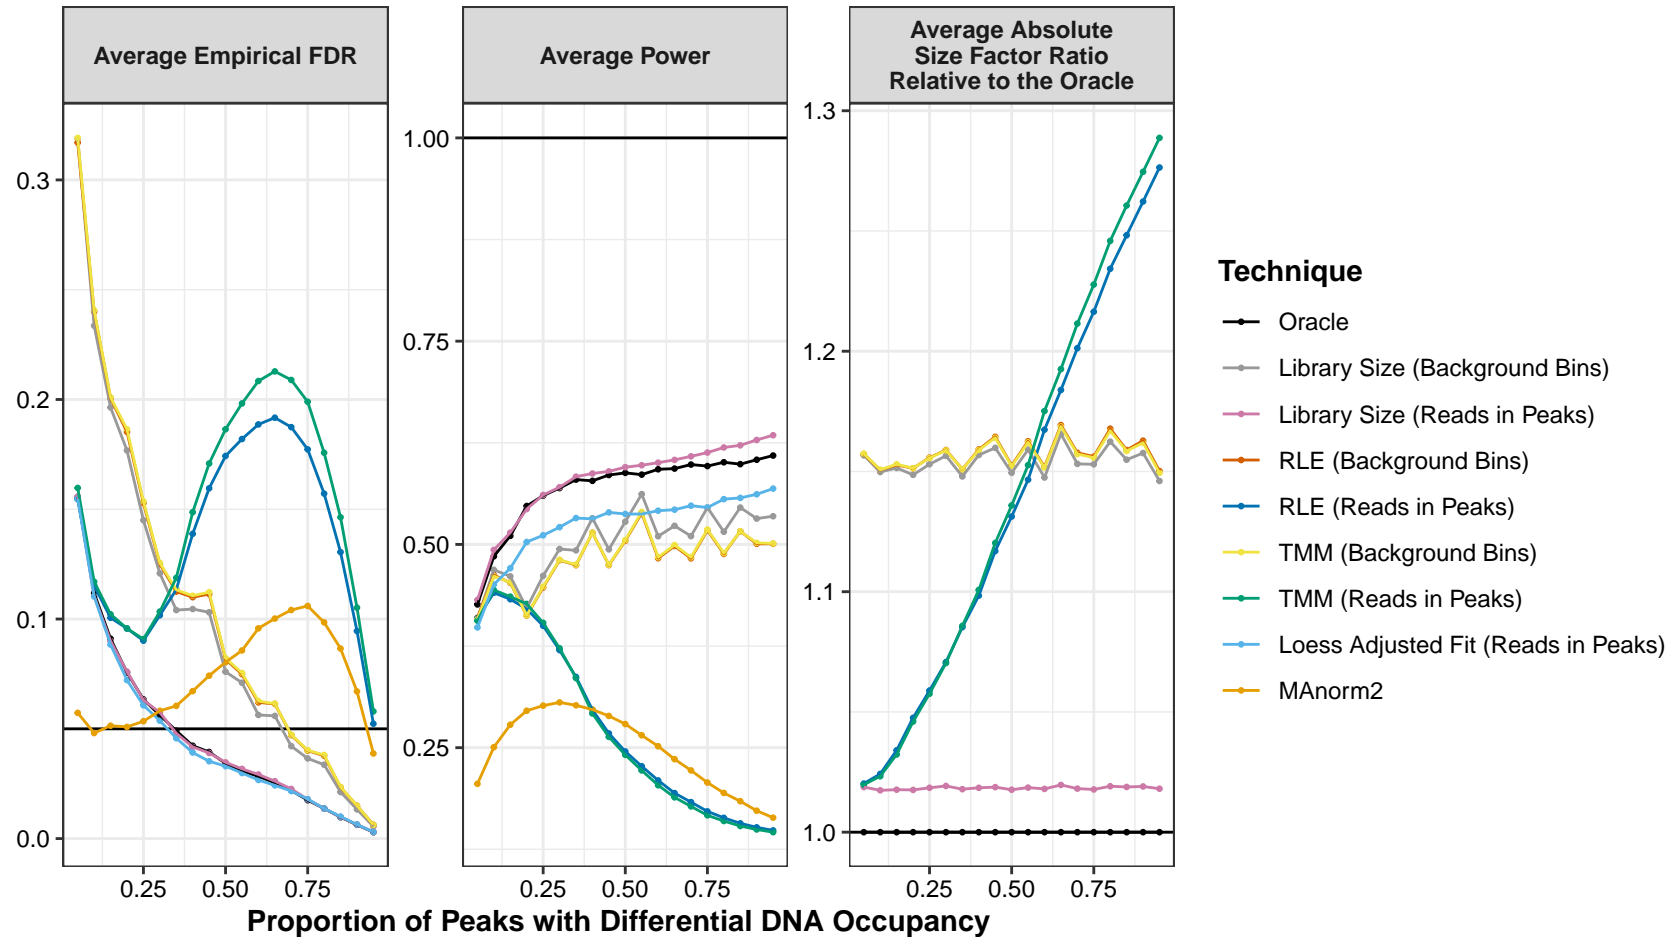 Average Empirical FDR
Average Power
Average Absolute
Size Factor Ratio
Relative to the Oracle
0.3
0.2
0.1
0.0
0.25 0.50 0.75
1.00
0.75
0.50
0.25
0.25 0.50 0.75
1.3
1.2
1.1
1.0
0.25 0.50 0.75
Proportion of Peaks with Differential DNA Occupancy
Technique
Oracle
Library Size (Background Bins)
Library Size (Reads in Peaks)
RLE (Background Bins)
RLE (Reads in Peaks)
TMM (Background Bins)
TMM (Reads in Peaks)
Loess Adjusted Fit (Reads in Peaks)
MAnorm2